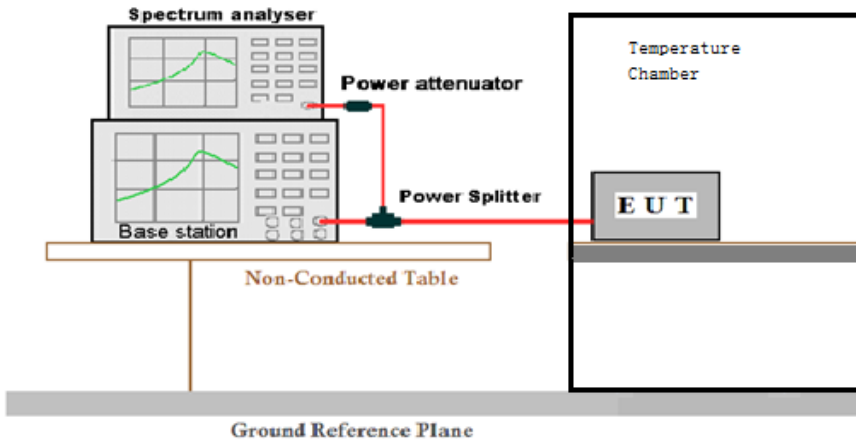 Spectrum analyser
Temperature
Chamber
Power attenuator
Power Splitter
E U T
Base station
Non-Conducted Table
Ground Reference Plane